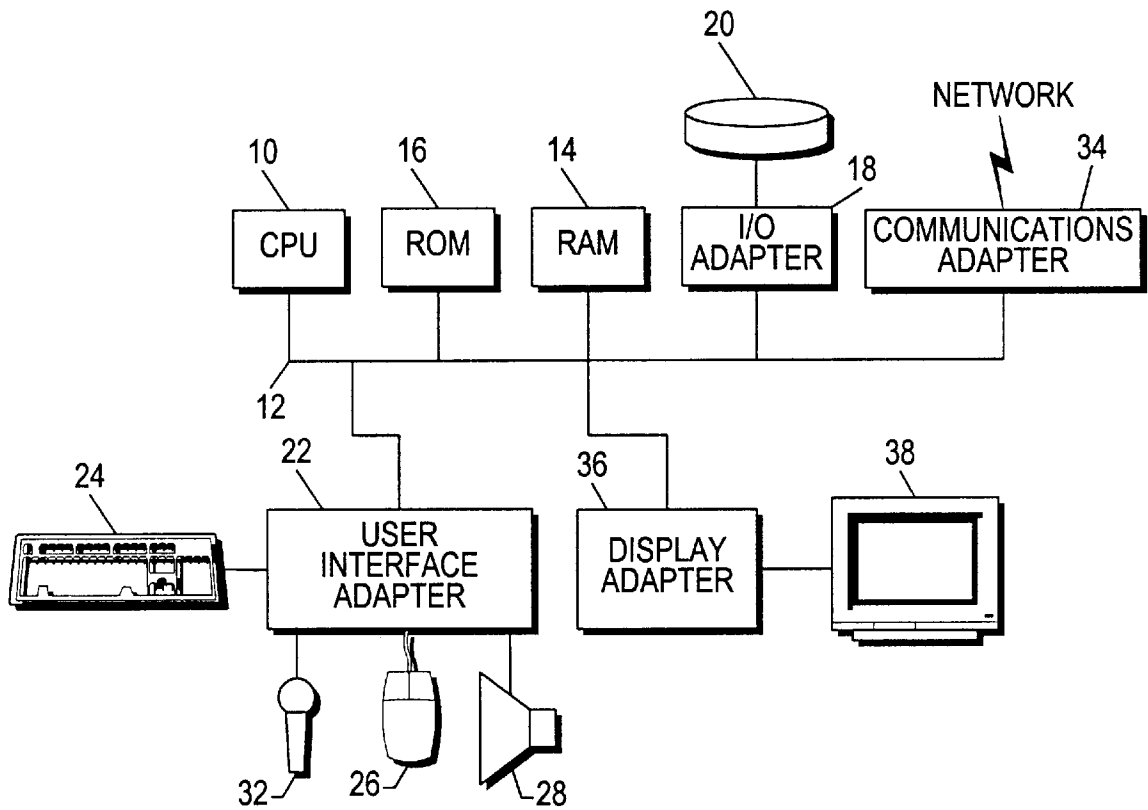 20
NETWORK
10
16
14
18
34
CPU
ROM
RAM
I/O
ADAPTER
COMMUNICATIONS
ADAPTER
12
24
22
36
38
USER
INTERFACE
ADAPTER
DISPLAY
ADAPTER
32
26
28